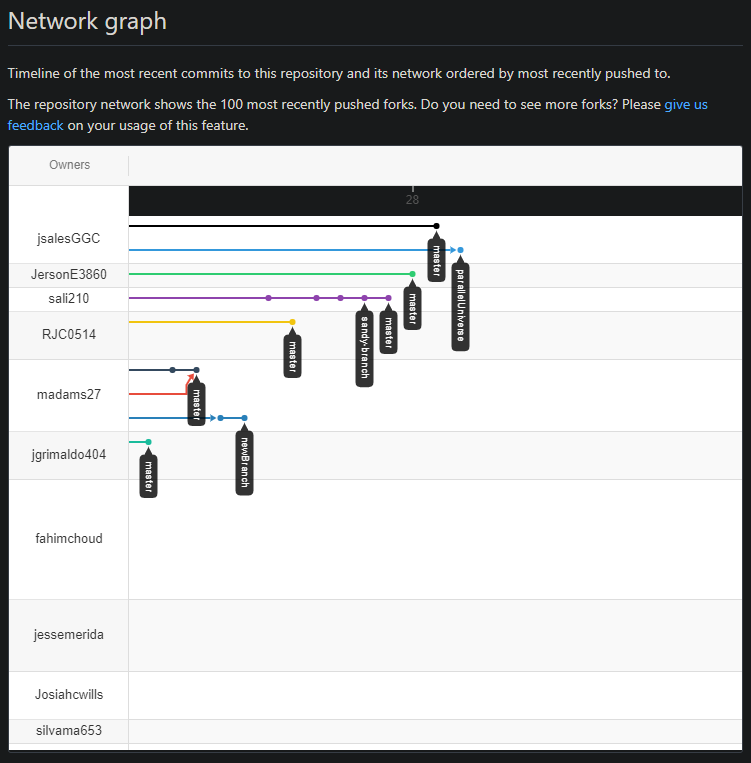 Network graph
Timeline of the most recent commits to this repository and its network ordered by most recently pushed to.
The repository network shows the 100 most recently pushed forks. Do you need to see more forks? Please give us
feedback on your usage of this feature.
Owners
28
jsalesGGC
master
parallelUniverse
JersonE3860
master
sali210
sandy-branch
master
RJC0514
master
madams27
master
newBranch
jgrimaldo404
master
fahimchoud
jessemerida
Josiahcwills
silvama653